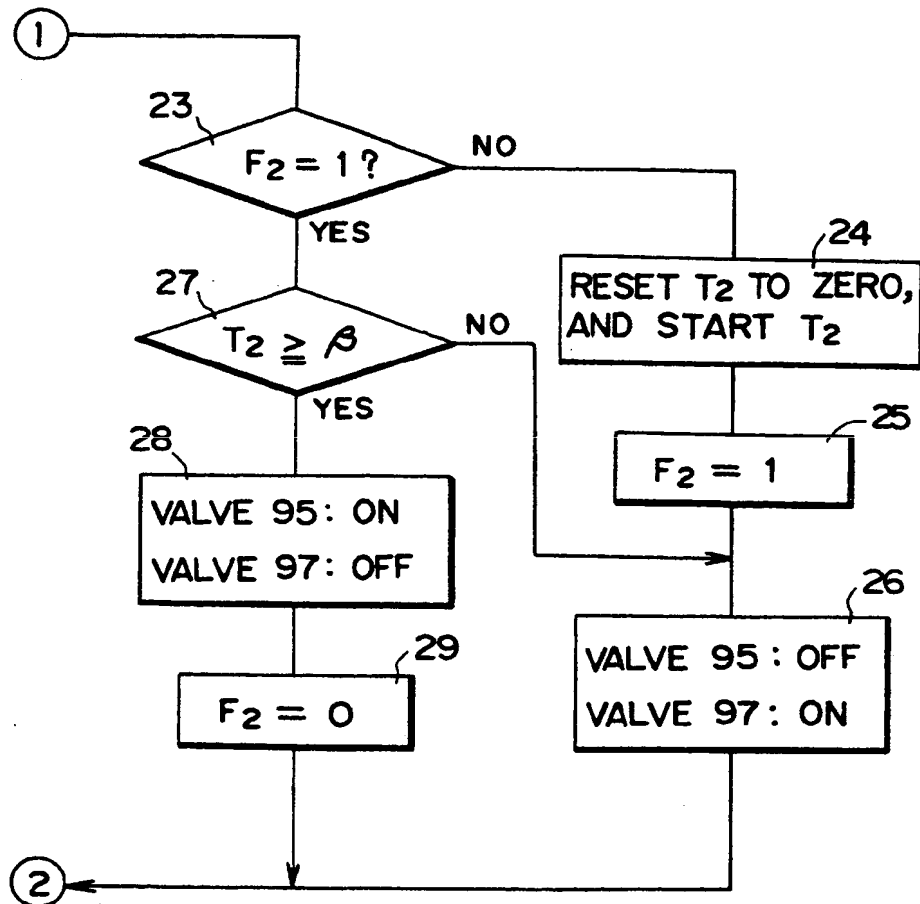 1
23
F₂ = 1?
NO
YES
24
RESET T₂ TO ZERO,
AND START T₂
27
T₂ ≧ β
NO
YES
25
F₂ = 1
28
VALVE 95: ON
VALVE 97: OFF
26
VALVE 95: OFF
VALVE 97: ON
29
F₂ = 0
2